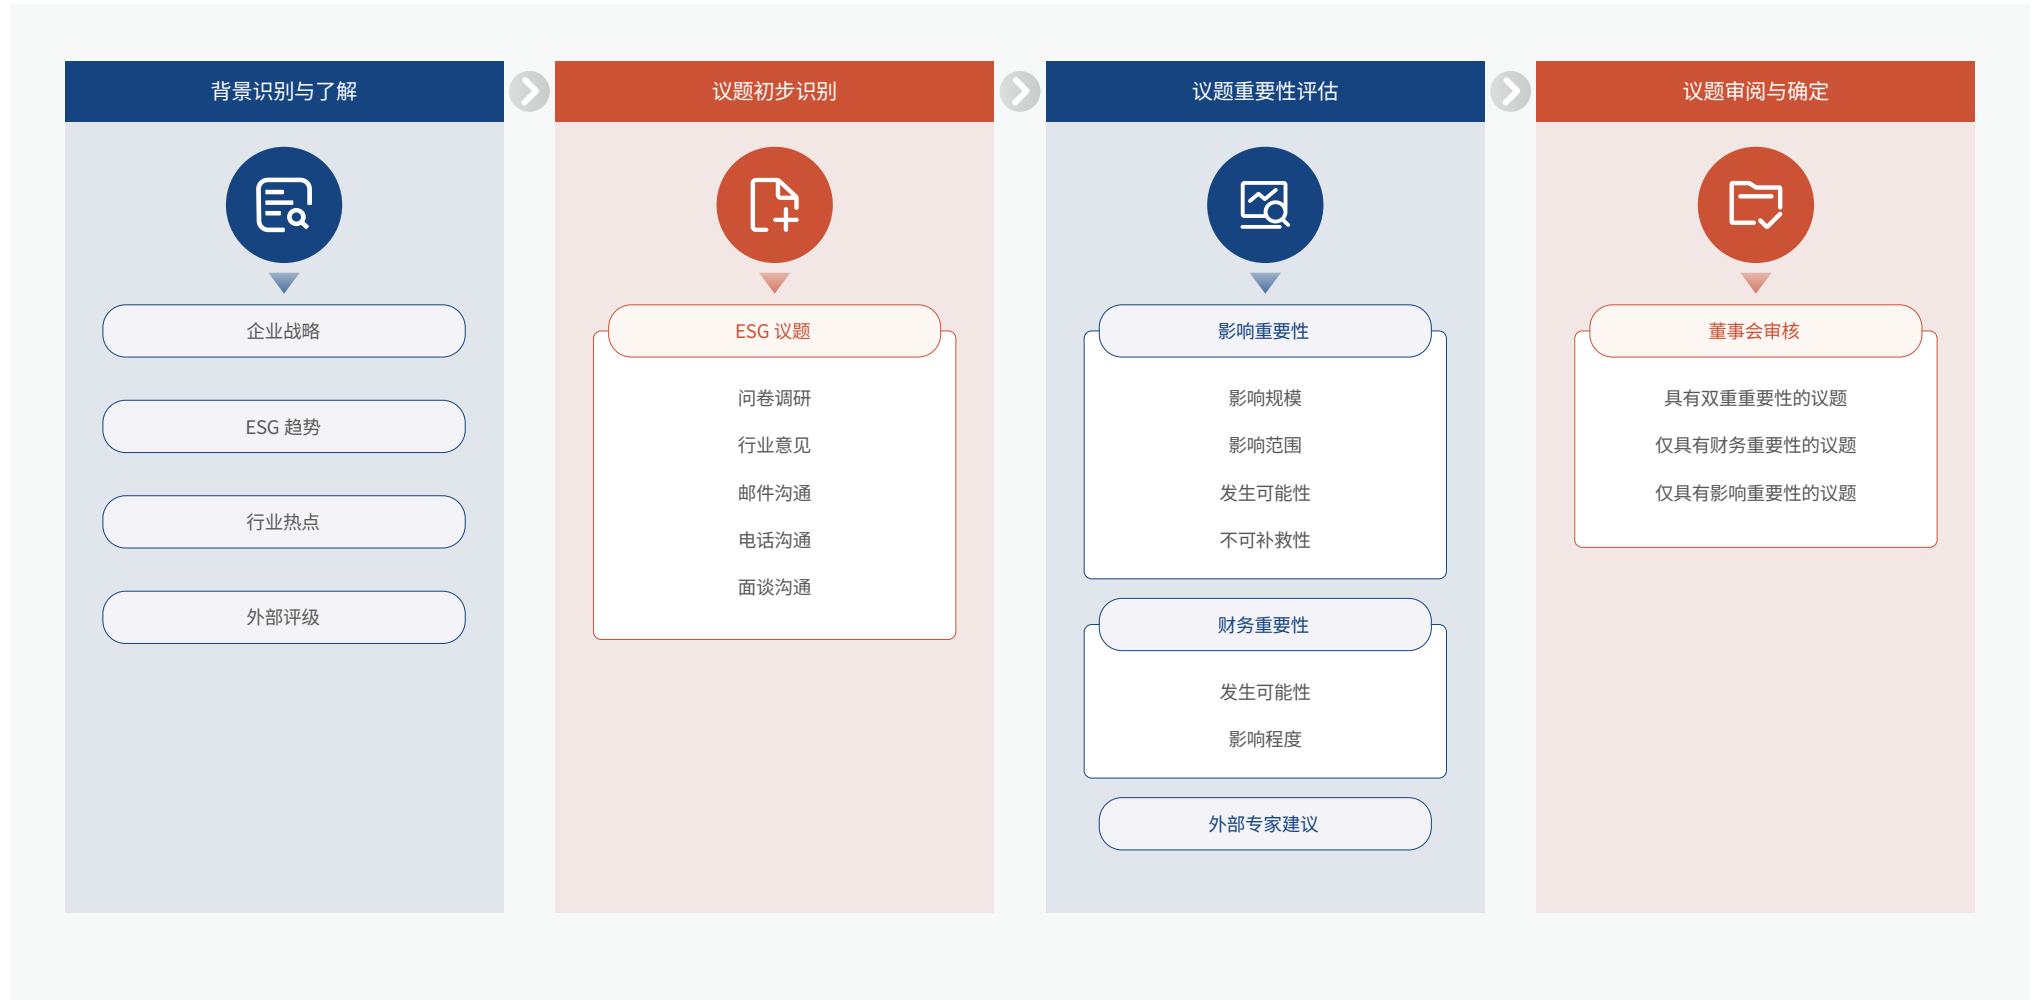 背景识别与了解
企业战略
ESG 趋势
行业热点
外部评级
议题初步识别
ESG 议题
问卷调研
行业意见
邮件沟通
电话沟通
面谈沟通
议题重要性评估
影响重要性
影响规模
影响范围
发生可能性
不可补救性
财务重要性
发生可能性
影响程度
外部专家建议
议题审阅与确定
董事会审核
具有双重重要性的议题
仅具有财务重要性的议题
仅具有影响重要性的议题